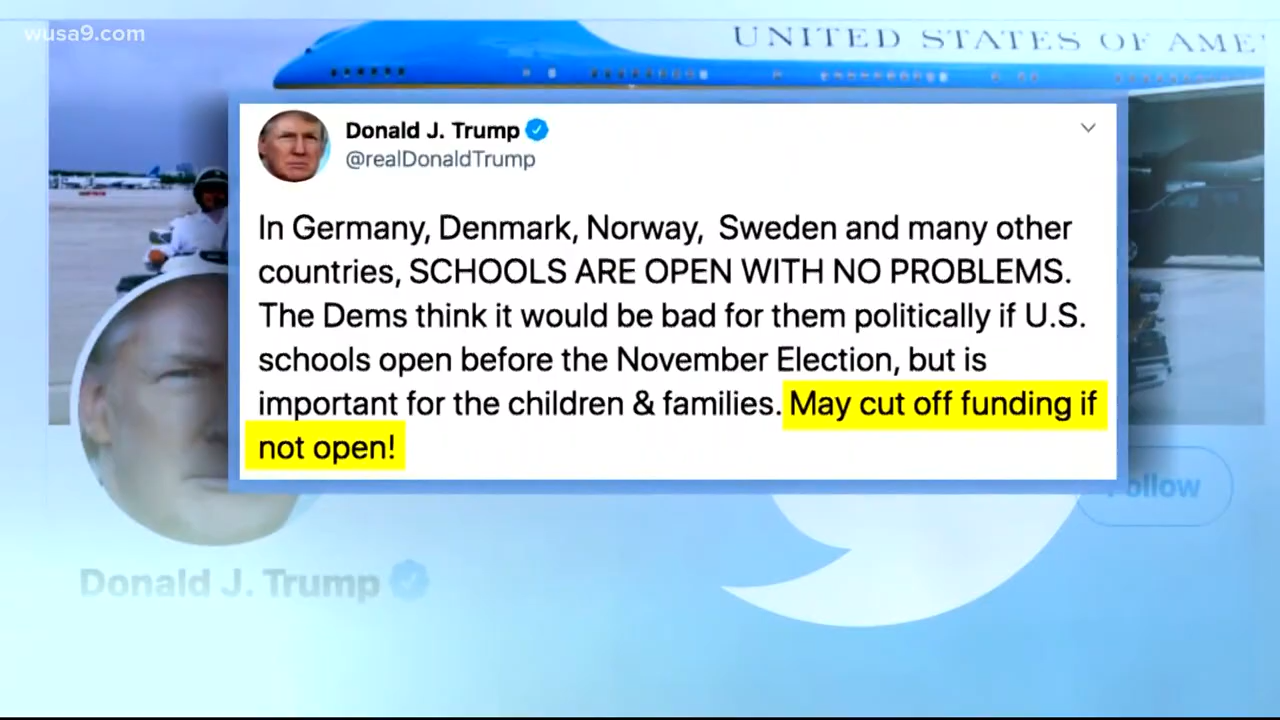 wusa9.com
UNITED STATES OF AME
Donald J. Trump
@realDonaldTrump
In Germany, Denmark, Norway,  Sweden and many other
countries, SCHOOLS ARE OPEN WITH NO PROBLEMS.
The Dems think it would be bad for them politically if U.S.
schools open before the November Election, but is
important for the children & families. May cut off funding if
not open!
Follow
Donald J. Trump